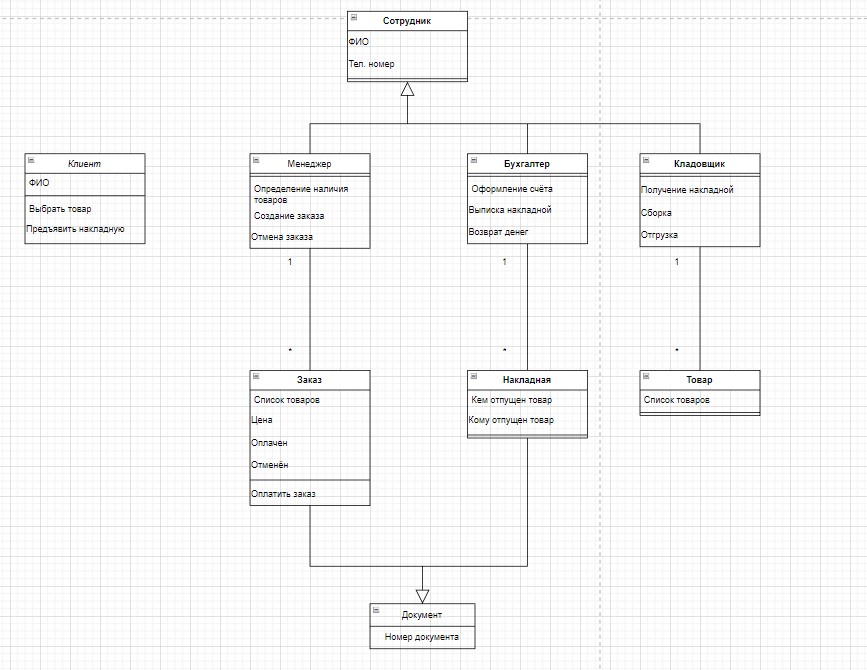 Сотрудник
ФИО
Тел. номер
Клиент
ФИО
Выбрать товар
Предъявить накладную
Менеджер
Определение наличия
товаров
Создание заказа
Отмена заказа
Бухгалтер
Оформление счёта
Выписка накладной
Возврат денег
Кладовщик
Получение накладной
Сборка
Отгрузка
1
1
1
*
*
*
Заказ
Список товаров
Цена
Оплачен
Отменён
Оплатить заказ
Накладная
Кем отпущен товар
Кому отпущен товар
Товар
Список товаров
Документ
Номер документа